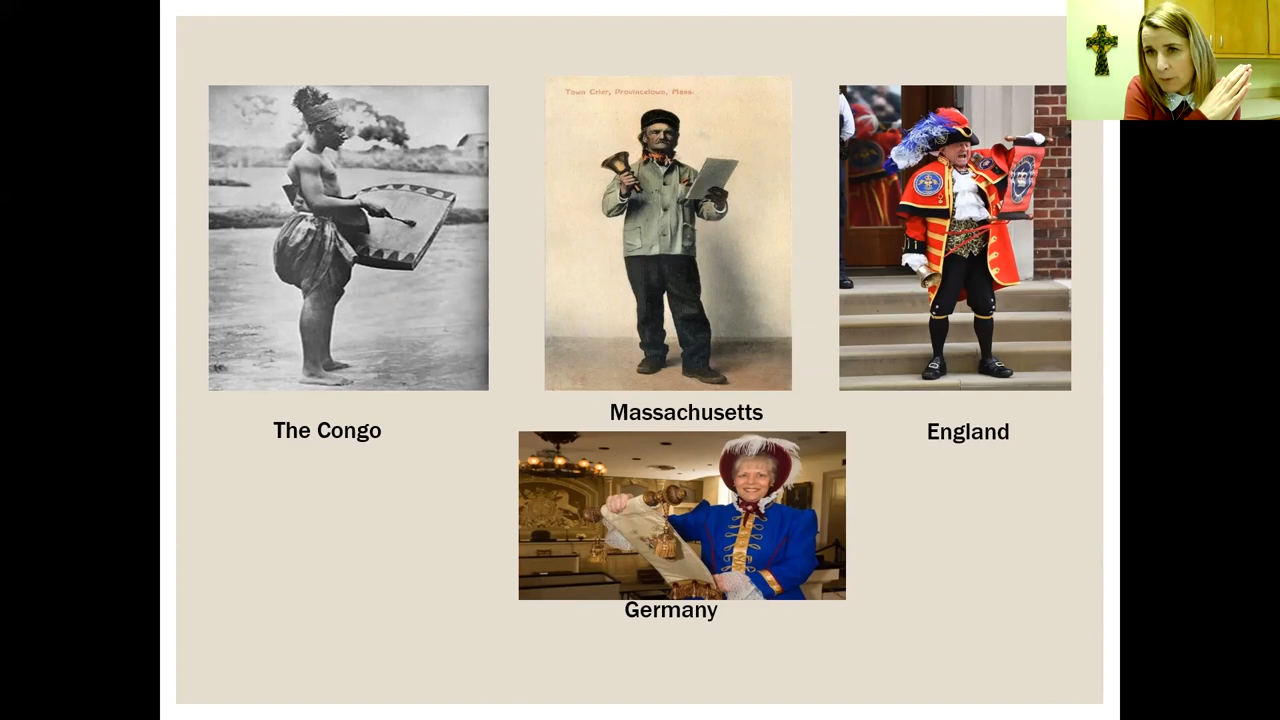 Town Crier, Provincetown, Mass.
Massachusetts
The Congo
England
Germany